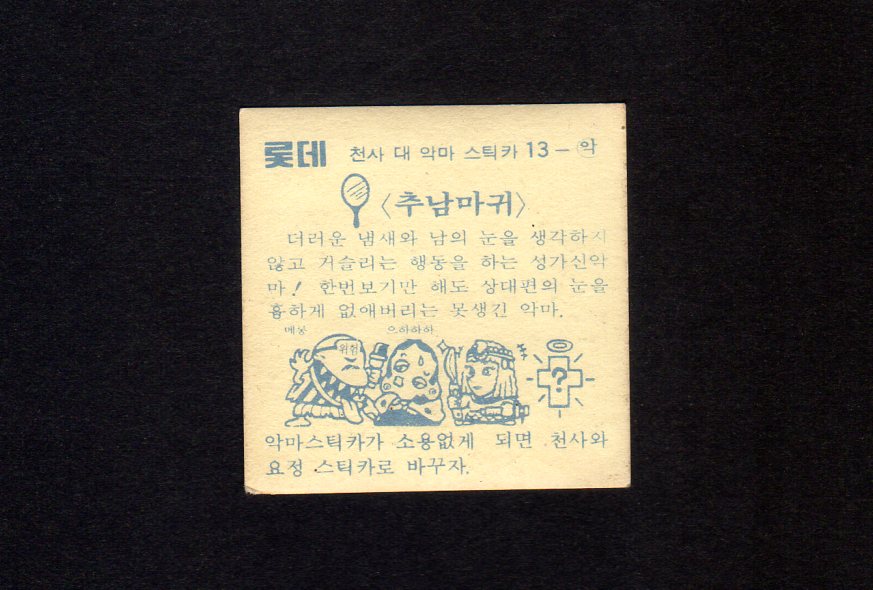 롯데 천사 대 악마 스틱카 13 – 악
〈추남마귀〉
더러운 냄새와 남의 눈을 생각하지
않고 거슬리는 행동을 하는 성가신악
마! 한번보기만 해도 상대편의 눈을
흉하게 없애버리는 못생긴 악마.
메롱 으하하하
위험
?
악마스틱카가 소용없게 되면 천사와
요정 스틱카로 바꾸자.